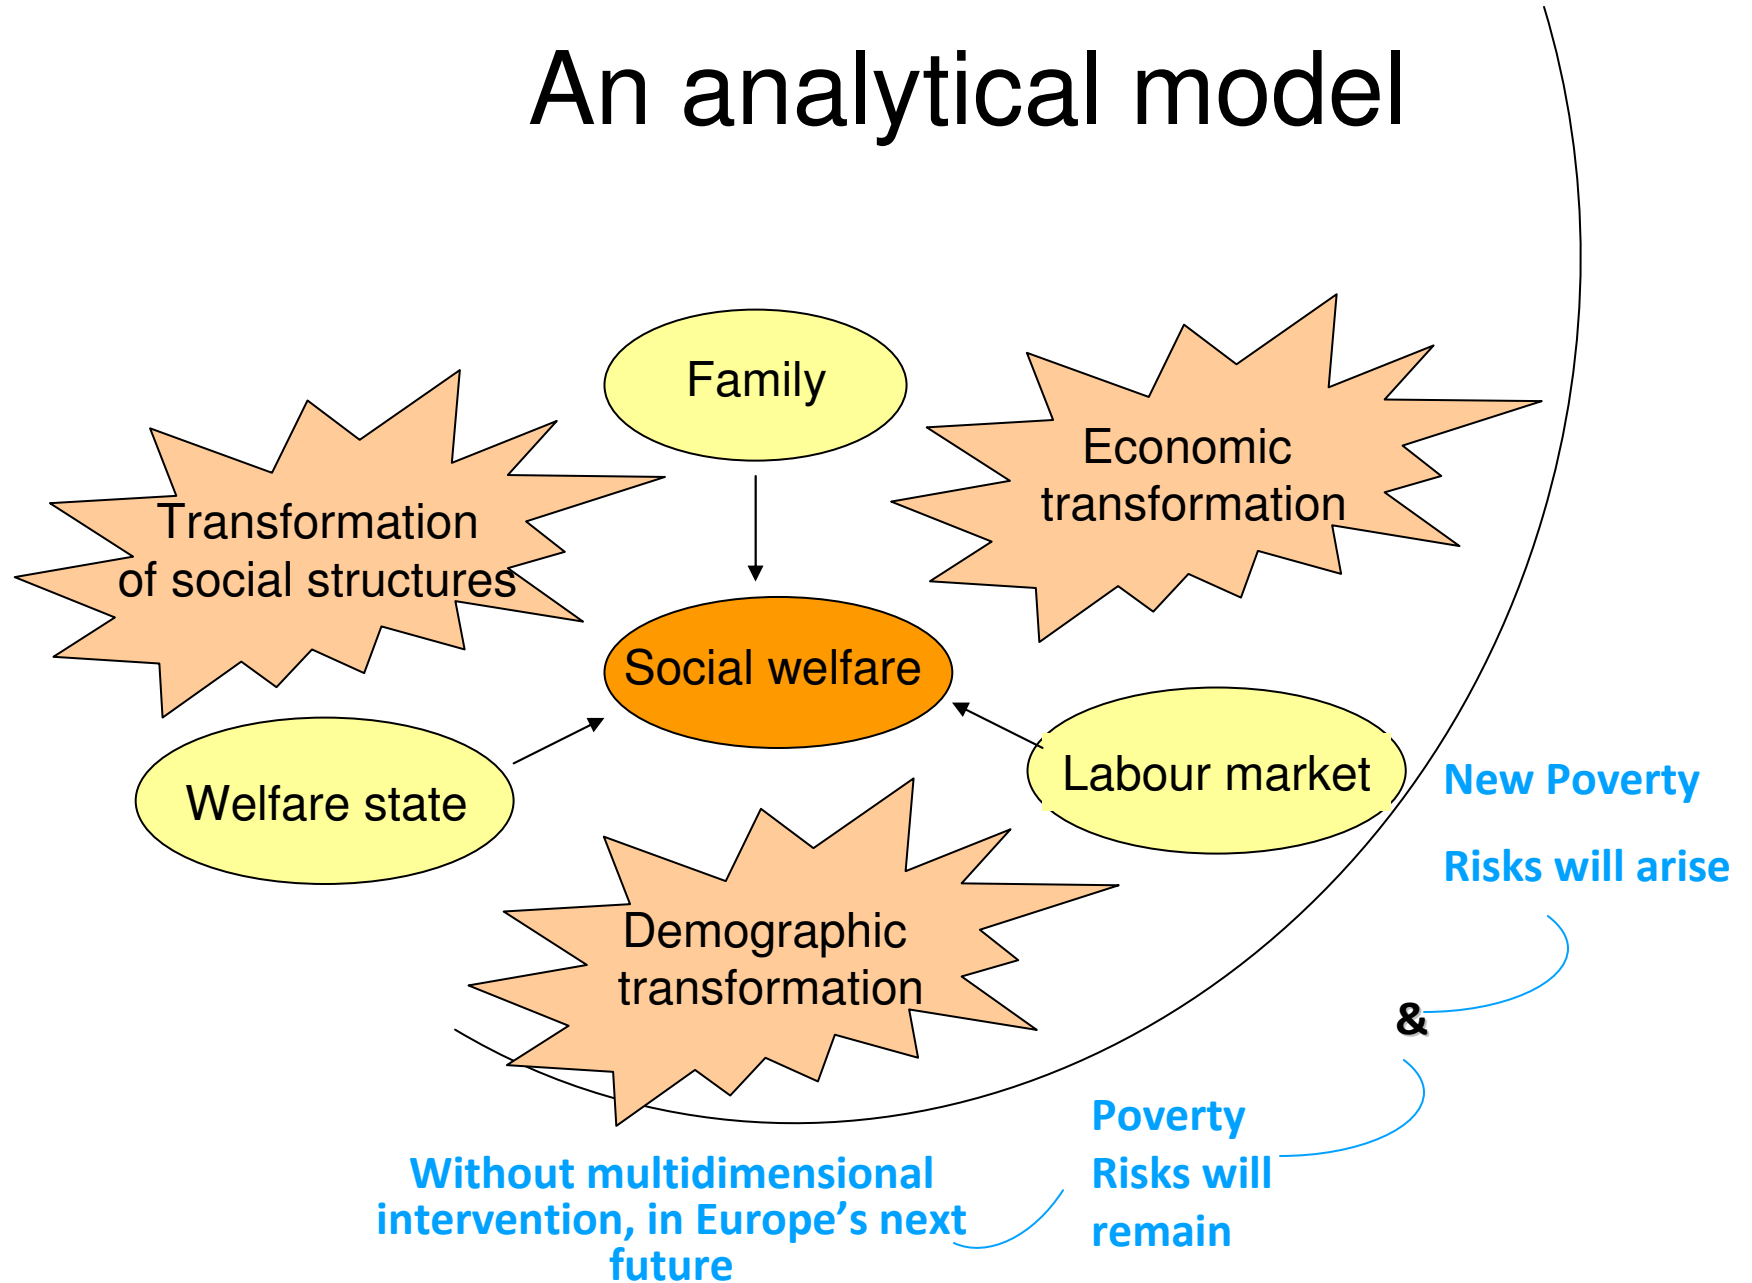 An analytical model
Family
Economic
transformation
Transformation
of social structures
Social welfare
Welfare state
Labour market
Demographic
transformation
New Poverty
Risks will arise
&
Poverty
Risks will
remain
Without multidimensional
intervention, in Europe’s next
future